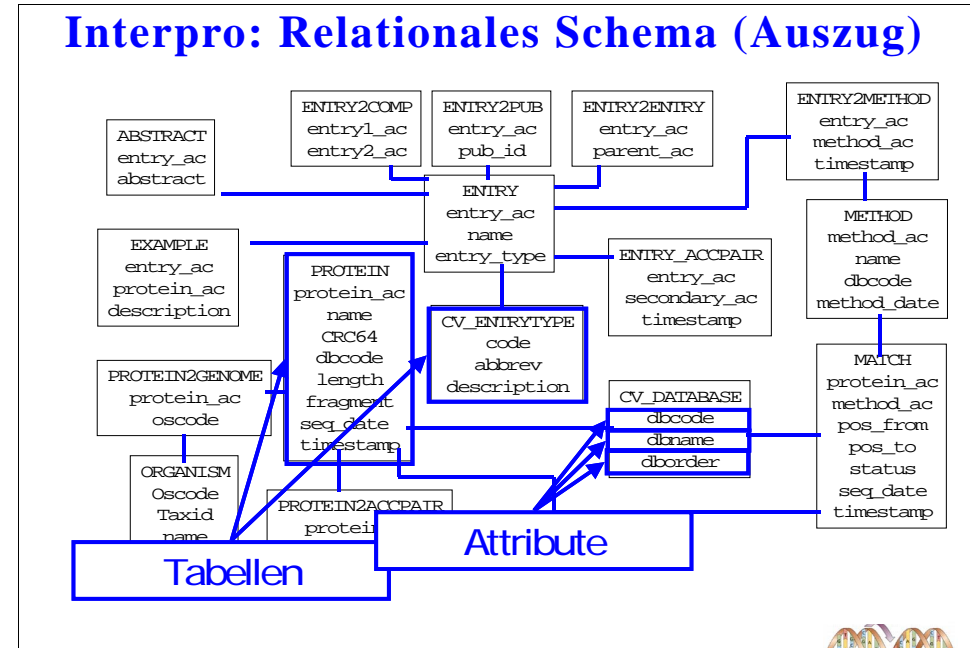 Interpro: Relationales Schema (Auszug)
ABSTRACT
entry_ac
abstract
ENTRY2COMP
entry1_ac
entry2_ac
ENTRY2PUB
entry_ac
pub_id
ENTRY2ENTRY
entry_ac
parent_ac
ENTRY2METHOD
entry_ac
method_ac
timestamp
ENTRY
entry_ac
name
entry_type
METHOD
method_ac
name
dbcode
method_date
EXAMPLE
entry_ac
protein_ac
description
PROTEIN
protein_ac
name
CRC64
dbcode
length
fragment
seq_date
timestamp
CV_ENTRYTYPE
code
abbrev
description
ENTRY_ACCPAIR
entry_ac
secondary_ac
timestamp
PROTEIN2GENOME
protein_ac
oscode
CV_DATABASE
dbcode
dbname
dborder
MATCH
protein_ac
method_ac
pos_from
pos_to
status
seq_date
timestamp
ORGANISM
Oscode
Taxid
name
PROTEIN2ACCPAIR
Tabellen
Attribute